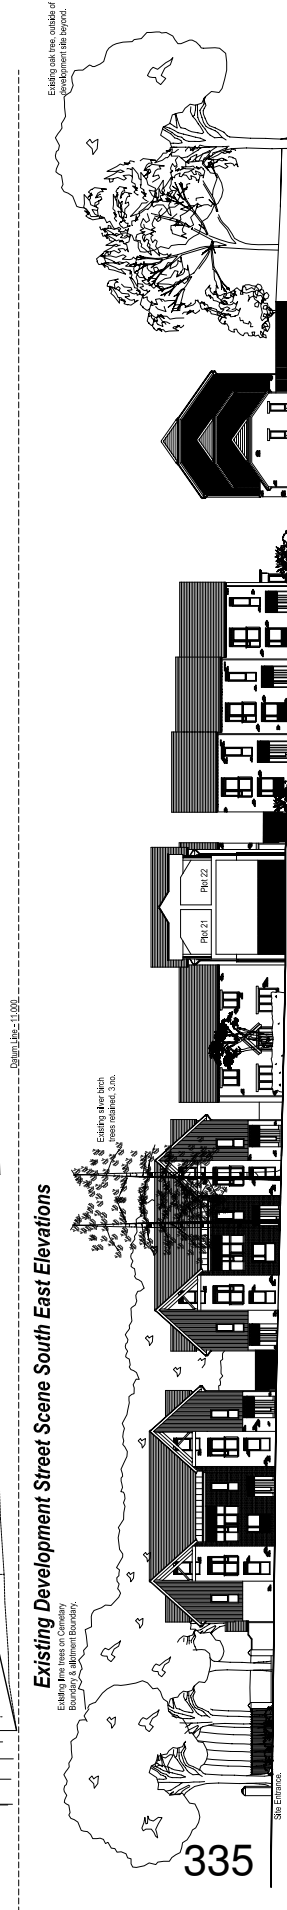 Datum Line - 11.000
Existing Development Street Scene South East Elevations
Existing lime trees on Cemetary
Boundary & allotment Boundary.
Existing silver birch
trees retained, 3.no.
Existing oak tree, outside of
development site beyond.
Plot 21
Plot 22
Site Entrance.
335